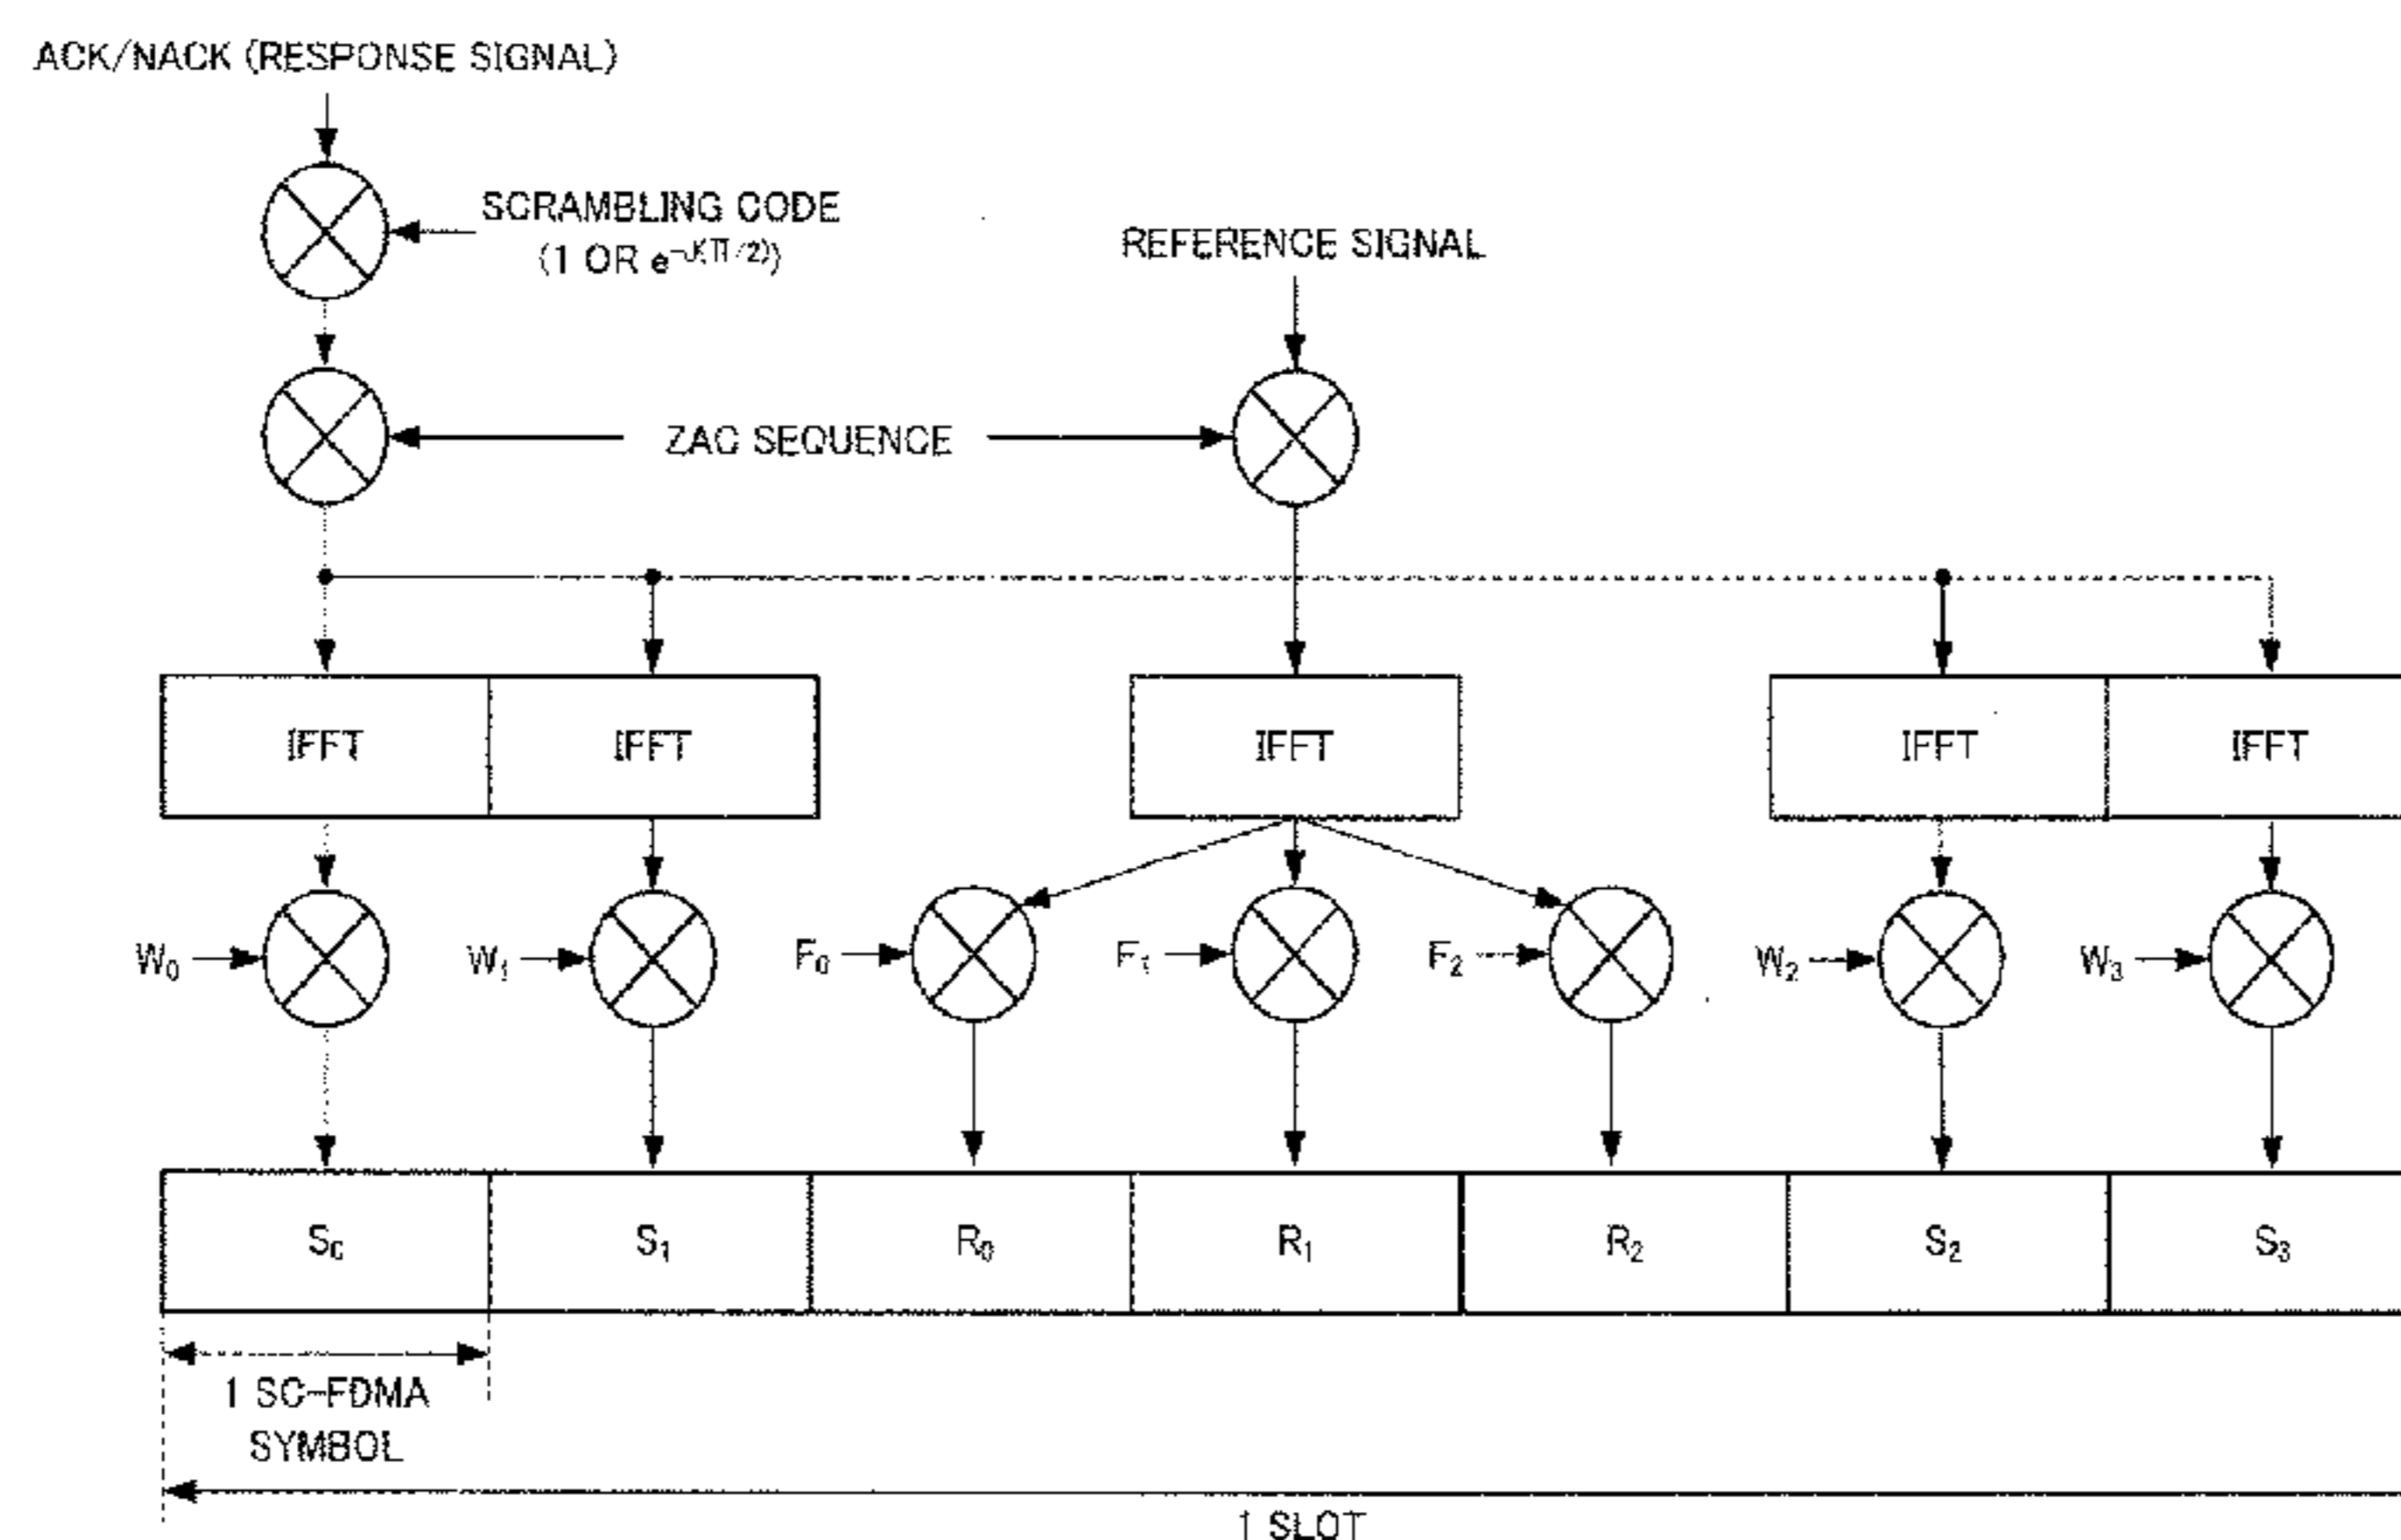 ACK/NACK (RESPONSE SIGNAL)
SCRAMBLING CODE
(1 OR e^-J(π/2))
REFERENCE SIGNAL
ZAC SEQUENCE
IFFT IFFT IFFT IFFT IFFT
W₀ W₁ F₀ F₁ F₂ W₂ W₃
S₀ S₁ R₀ R₁ R₂ S₂ S₃
1 SC-FDMA
SYMBOL
1 SLOT